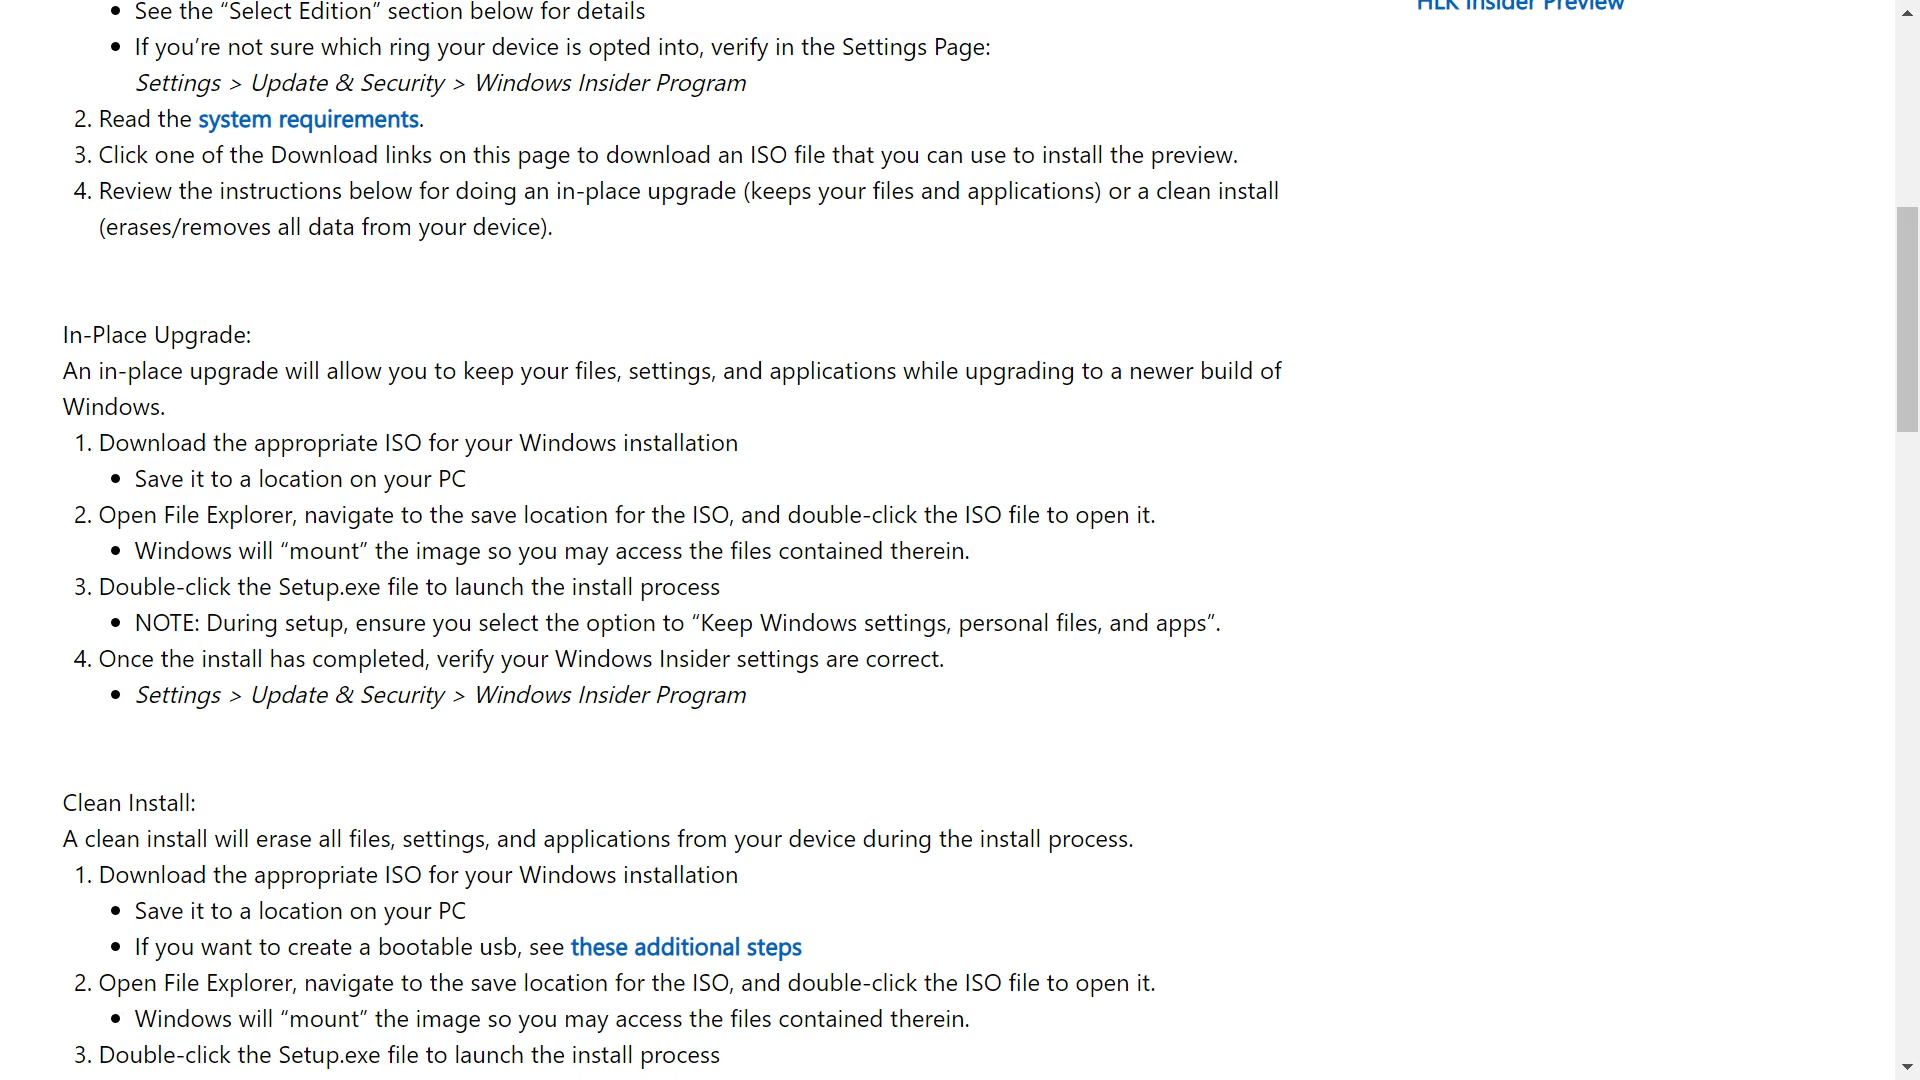 See the “Select Edition” section below for details
HLK Insider Preview
If you’re not sure which ring your device is opted into, verify in the Settings Page:
Settings > Update & Security > Windows Insider Program
2. Read the system requirements.
3. Click one of the Download links on this page to download an ISO file that you can use to install the preview.
4. Review the instructions below for doing an in-place upgrade (keeps your files and applications) or a clean install
(erases/removes all data from your device).
In-Place Upgrade:
An in-place upgrade will allow you to keep your files, settings, and applications while upgrading to a newer build of
Windows.
1. Download the appropriate ISO for your Windows installation
Save it to a location on your PC
2. Open File Explorer, navigate to the save location for the ISO, and double-click the ISO file to open it.
Windows will “mount” the image so you may access the files contained therein.
3. Double-click the Setup.exe file to launch the install process
NOTE: During setup, ensure you select the option to “Keep Windows settings, personal files, and apps”.
4. Once the install has completed, verify your Windows Insider settings are correct.
Settings > Update & Security > Windows Insider Program
Clean Install:
A clean install will erase all files, settings, and applications from your device during the install process.
1. Download the appropriate ISO for your Windows installation
Save it to a location on your PC
If you want to create a bootable usb, see these additional steps
2. Open File Explorer, navigate to the save location for the ISO, and double-click the ISO file to open it.
Windows will “mount” the image so you may access the files contained therein.
3. Double-click the Setup.exe file to launch the install process